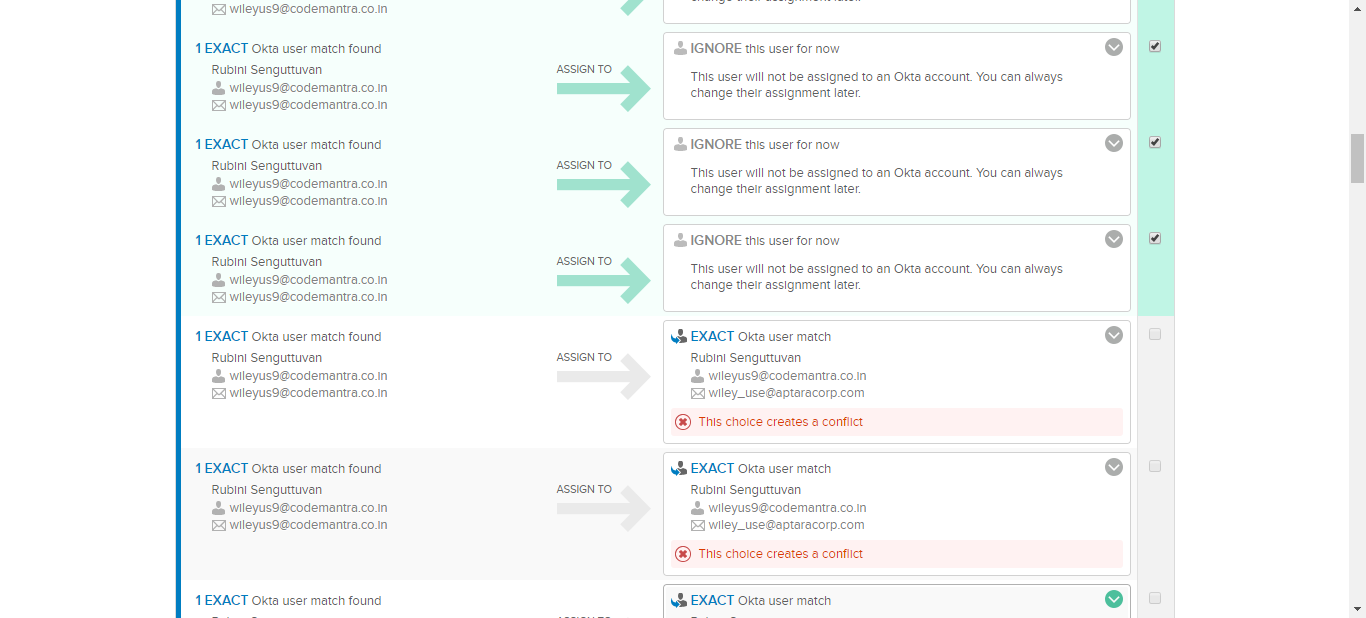 wileyus9@codemantra.co.in
change their assignment later.
1 EXACT Okta user match found
Rubini Senguttuvan
wileyus9@codemantra.co.in
wileyus9@codemantra.co.in
ASSIGN TO
IGNORE this user for now
This user will not be assigned to an Okta account. You can always
change their assignment later.
1 EXACT Okta user match found
Rubini Senguttuvan
wileyus9@codemantra.co.in
wileyus9@codemantra.co.in
ASSIGN TO
IGNORE this user for now
This user will not be assigned to an Okta account. You can always
change their assignment later.
1 EXACT Okta user match found
Rubini Senguttuvan
wileyus9@codemantra.co.in
wileyus9@codemantra.co.in
ASSIGN TO
IGNORE this user for now
This user will not be assigned to an Okta account. You can always
change their assignment later.
1 EXACT Okta user match found
Rubini Senguttuvan
wileyus9@codemantra.co.in
wileyus9@codemantra.co.in
ASSIGN TO
EXACT Okta user match
Rubini Senguttuvan
wileyus9@codemantra.co.in
wiley_use@aptaracorp.com
This choice creates a conflict
1 EXACT Okta user match found
Rubini Senguttuvan
wileyus9@codemantra.co.in
wileyus9@codemantra.co.in
ASSIGN TO
EXACT Okta user match
Rubini Senguttuvan
wileyus9@codemantra.co.in
wiley_use@aptaracorp.com
This choice creates a conflict
1 EXACT Okta user match found
EXACT Okta user match